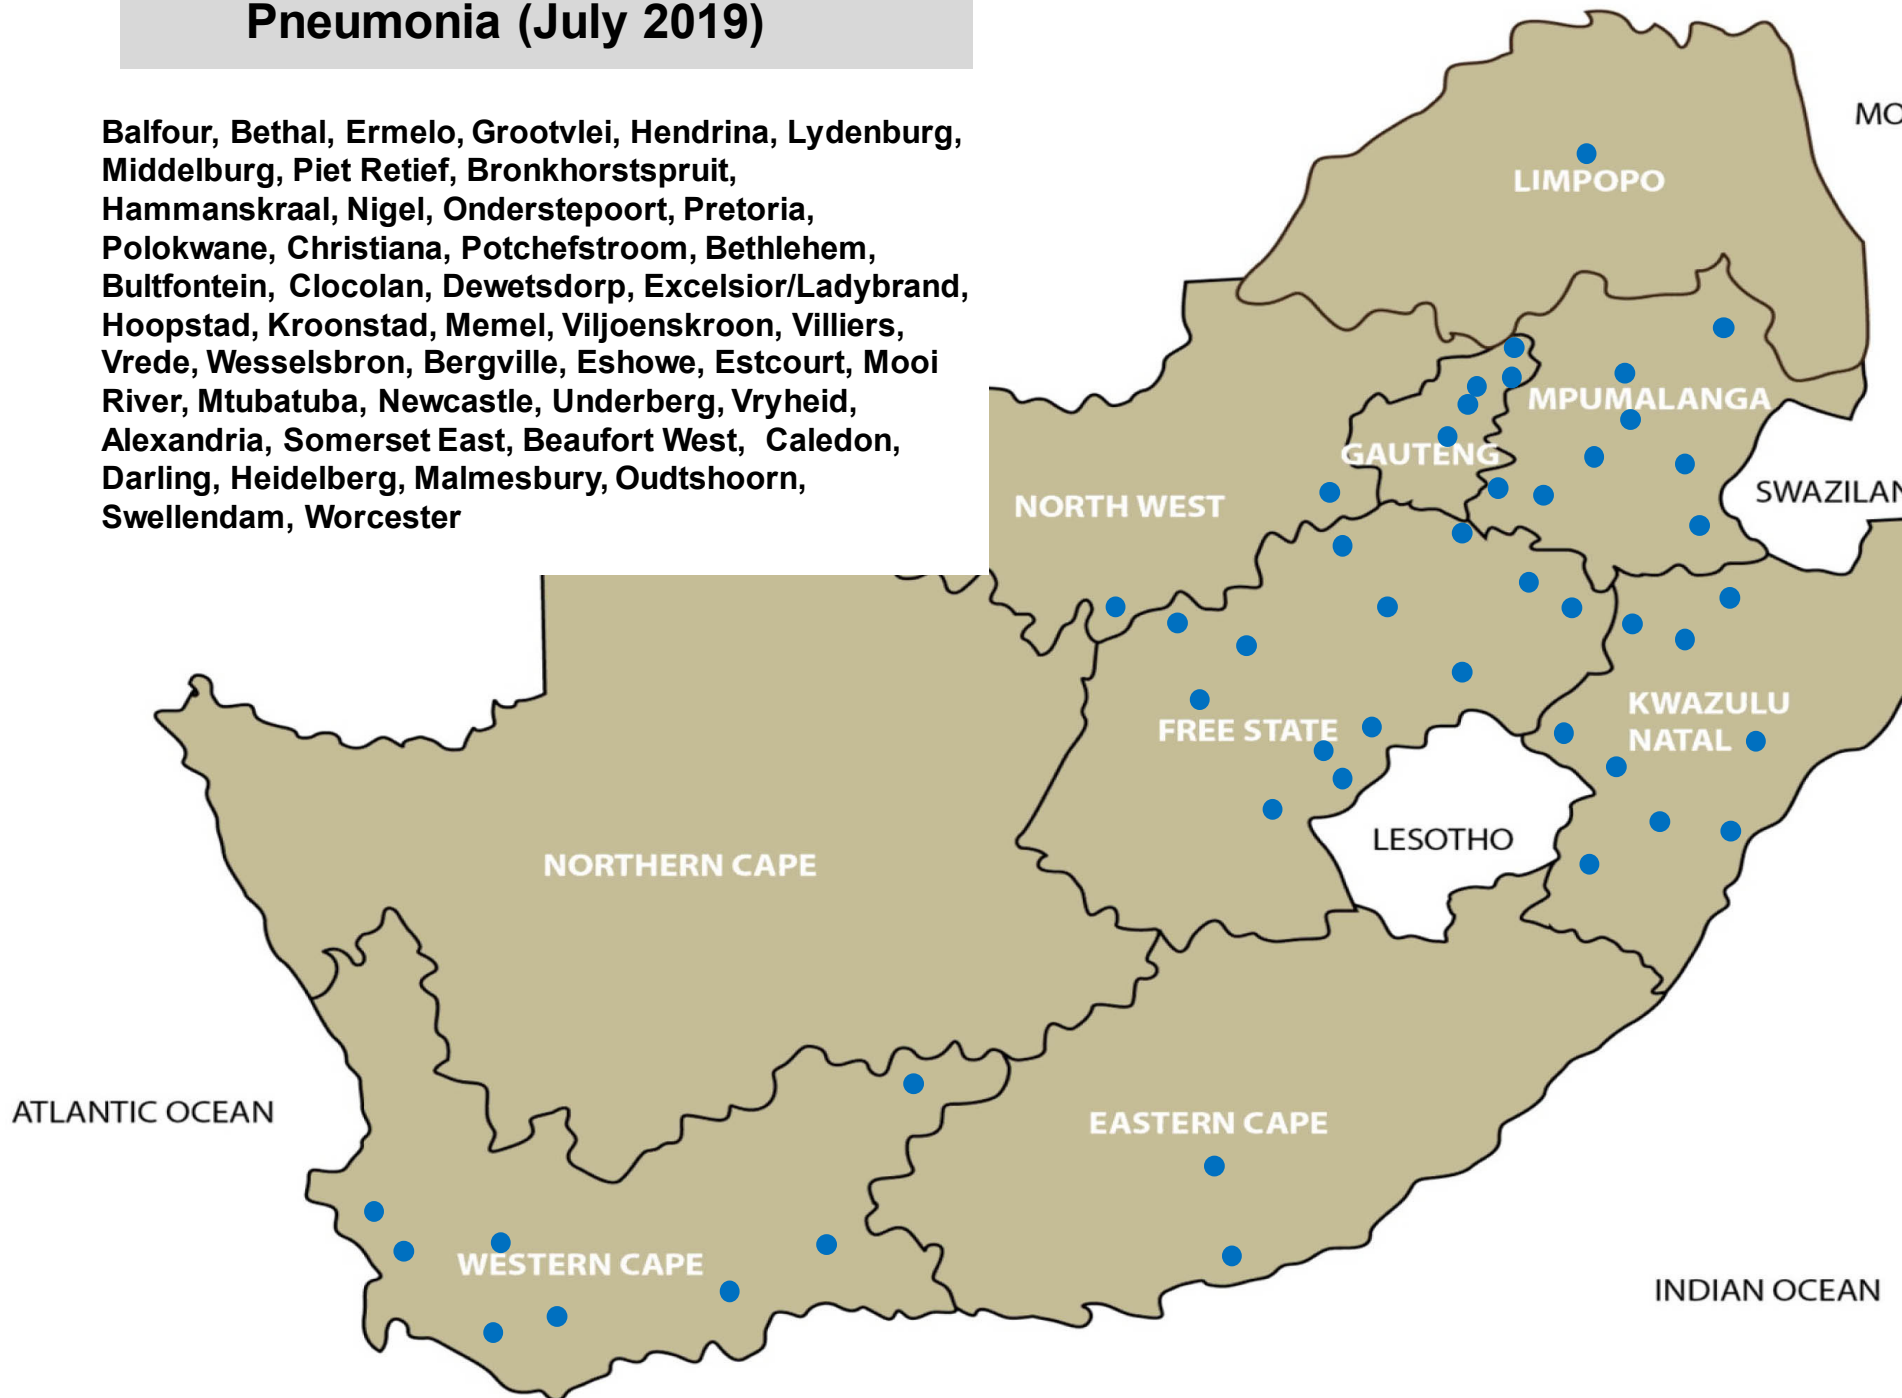 Pneumonia (July 2019)
Balfour, Bethal, Ermelo, Grootvlei, Hendrina, Lydenburg,
Middelburg, Piet Retief, Bronkhorstspruit,
Hammanskraal, Nigel, Onderstepoort, Pretoria,
Polokwane, Christiana, Potchefstroom, Bethlehem,
Bultfontein, Clocolan, Dewetsdorp, Excelsior/Ladybrand,
Hoopstad, Kroonstad, Memel, Viljoenskroon, Villiers,
Vrede, Wesselsbron, Bergville, Eshowe, Estcourt, Mooi
River, Mtubatuba, Newcastle, Underberg, Vryheid,
Alexandria, Somerset East, Beaufort West, Caledon,
Darling, Heidelberg, Malmesbury, Oudtshoorn,
Swellendam, Worcester
MO
LIMPOPO
MPUMALANGA
GAUTENG
SWAZILAN
NORTH WEST
KWAZULU
NATAL
FREE STATE
LESOTHO
NORTHERN CAPE
ATLANTIC OCEAN
EASTERN CAPE
WESTERN CAPE
INDIAN OCEAN